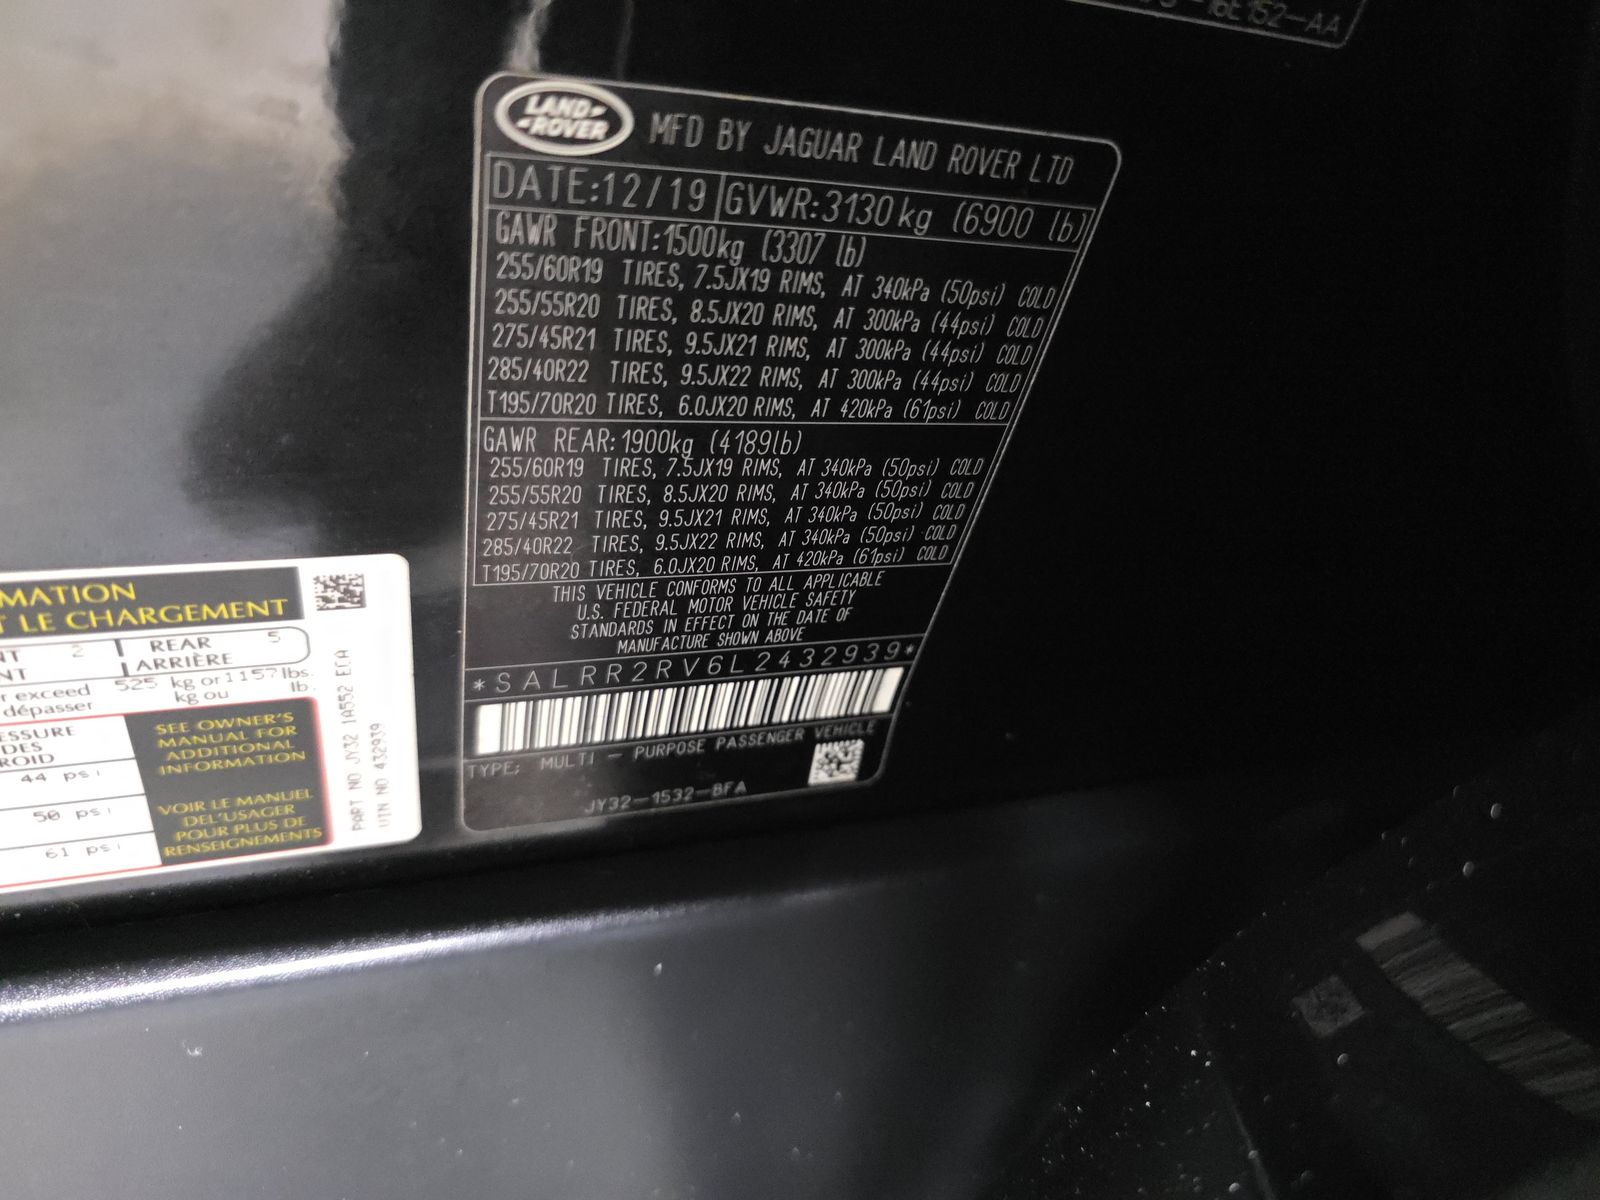 16E152-AA
LAND-
-ROVER
MFD BY JAGUAR LAND ROVER LTD
DATE:12/19 GVWR:3130kg (6900 lb)
GAWR FRONT:1500kg (3307 lb)
255/60R19 TIRES, 7.5JX19 RIMS, AT 340kPa (50psi) COLD
255/55R20 TIRES, 8.5JX20 RIMS, AT 300kPa (44psi) COLD
275/45R21 TIRES, 9.5JX21 RIMS, AT 300kPa (44psi) COLD
285/40R22 TIRES, 9.5JX22 RIMS, AT 300kPa (44psi) COLD
T195/70R20 TIRES, 6.0JX20 RIMS, AT 420kPa (61psi) COLD
GAWR REAR:1900kg (4189lb)
255/60R19 TIRES, 7.5JX19 RIMS, AT 340kPa (50psi) COLD
255/55R20 TIRES, 8.5JX20 RIMS, AT 340kPa (50psi) COLD
275/45R21 TIRES, 9.5JX21 RIMS, AT 340kPa (50psi) COLD
285/40R22 TIRES, 9.5JX22 RIMS, AT 340kPa (50psi) COLD
T195/70R20 TIRES, 6.0JX20 RIMS, AT 420kPa (61psi) COLD
THIS VEHICLE CONFORMS TO ALL APPLICABLE
U.S. FEDERAL MOTOR VEHICLE SAFETY
STANDARDS IN EFFECT ON THE DATE OF
MANUFACTURE SHOWN ABOVE
*SALRR2RV6L2432939*
TYPE: MULTI - PURPOSE PASSENGER VEHICLE
JY32-1532-BFA
MATION
T LE CHARGEMENT
NT 2 REAR 5
NT ARRIÈRE
r exceed 525 kg or 1157 lbs.
dépasser kg ou lb.
ESSURE
DES
ROID
44 psi
50 psi
61 psi
SEE OWNER'S
MANUAL FOR
ADDITIONAL
INFORMATION
VOIR LE MANUEL
DEL'USAGER
POUR PLUS DE
RENSEIGNEMENTS
PART NO JY32 1A552 ECA
VIN NO 432939